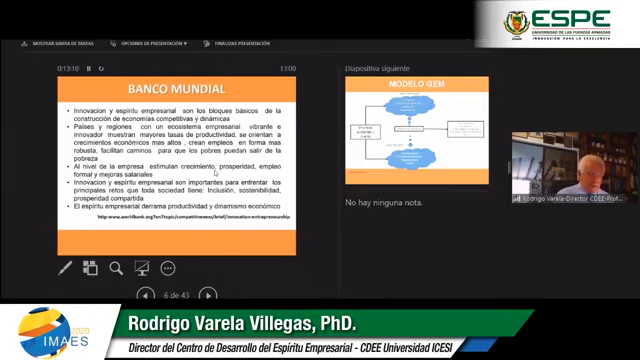 ESPE
UNIVERSIDAD DE LAS FUERZAS ARMADAS
INNOVACIÓN PARA LA EXCELENCIA
MOSTRAR BARRA DE TAREAS
OPCIONES DE PRESENTACIÓN ▾
FINALIZAR PRESENTACIÓN
0:13:10
13:00
Diapositiva siguiente
BANCO MUNDIAL
• Innovacion y espíritu empresarial son los bloques básicos de la construcción de economías competitivas y dinámicas
• Países y regiones con un ecosistema empresarial vibrante e innovador muestran mayores tasas de productividad, se orientan a crecimientos económicos mas altos , crean empleos en forma mas robusta, facilitan caminos para que los pobres puedan salir de la pobreza
• Al nivel de la empresa estimulan crecimiento, prosperidad, empleo formal y mejoras salariales
• Innovación y espíritu empresarial son importantes para enfrentar los principales retos que toda sociedad tiene: Inclusión, sostenibilidad, prosperidad compartida
• El espíritu empresarial derrama productividad y dinamismo económico
http:www.worldbank.org?en?topic/competitiveness/brief/innovation-entrepreneurship
MODELO GEM
No hay ninguna nota.
6 de 43
Rodrigo Varela-Director CDEE-Prof...
2020
IMAES
Rodrigo Varela Villegas, PhD.
Director del Centro de Desarrollo del Espíritu Empresarial - CDEE Universidad ICESI